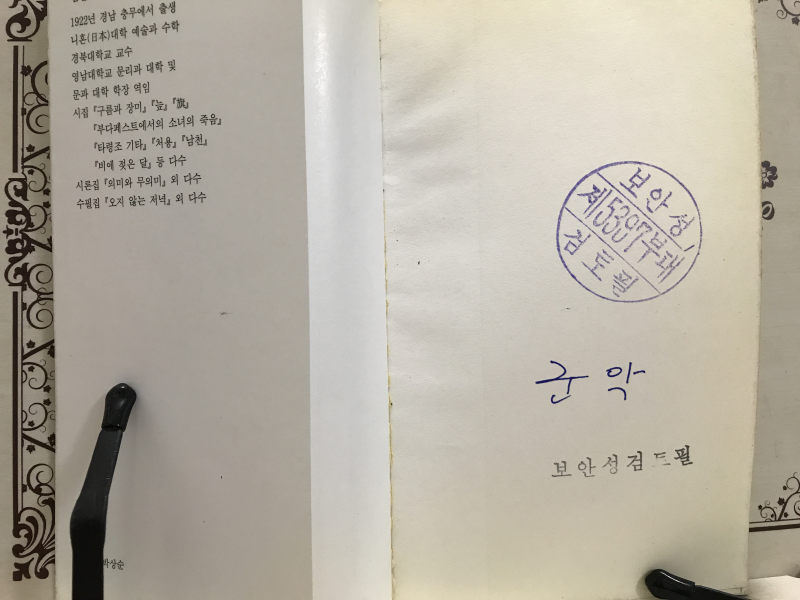 1922년 경남 충무에서 출생
니혼(日本)대학 예술과 수학
경북대학교 교수
영남대학교 문리과 대학 및
문과 대학 학장 역임
시집 『구름과 장미』 『늪』 『旗』
『부다페스트에서의 소녀의 죽음』
『타령조 기타』 『처용』 『남천』
『비에 젖은 달』 등 다수
시론집 『의미와 무의미』 외 다수
수필집 『오지 않는 저녁』 외 다수
박상순
보안성
제5397부대
검토필
군악
보안성검토필